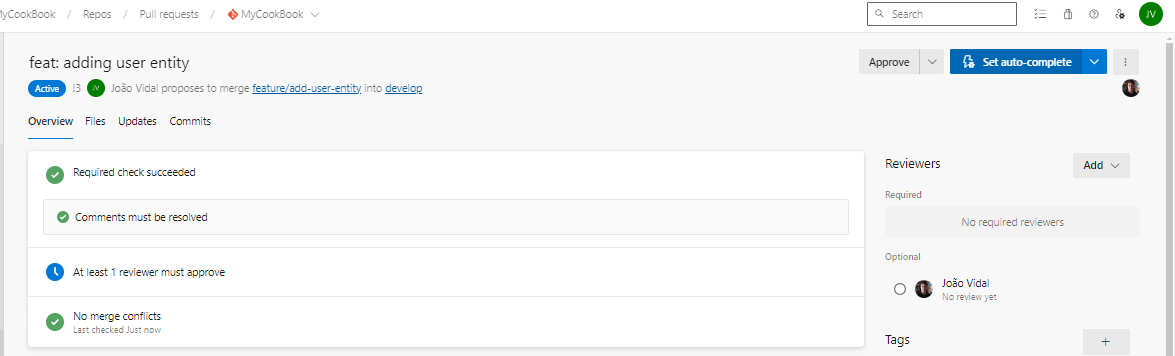 MyCookBook / Repos / Pull requests / MyCookBook
Search
JV
feat: adding user entity
Approve
Set auto-complete
Active !3 JV João Vidal proposes to merge feature/add-user-entity into develop
Overview Files Updates Commits
Required check succeeded
Comments must be resolved
At least 1 reviewer must approve
No merge conflicts
Last checked Just now
Reviewers
Add
Required
No required reviewers
Optional
João Vidal
No review yet
Tags